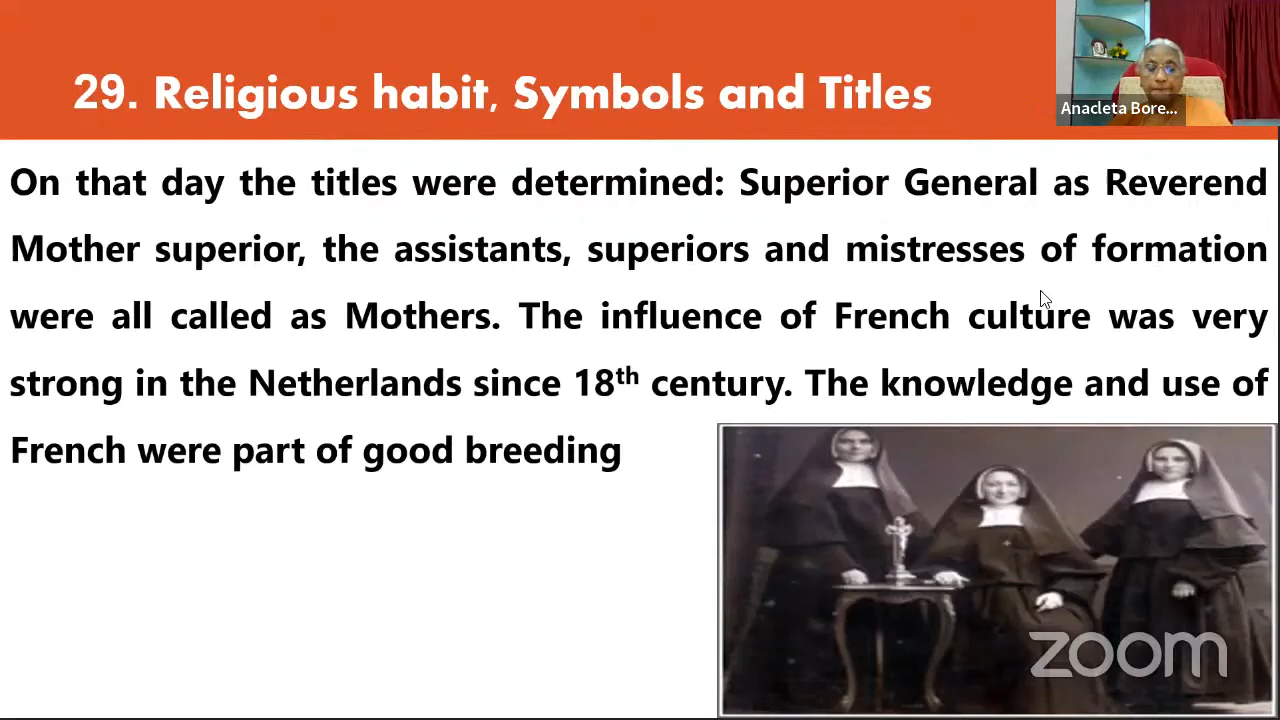 29. Religious habit, Symbols and Titles
Anacleta Bore...
On that day the titles were determined: Superior General as Reverend
Mother superior, the assistants, superiors and mistresses of formation
were all called as Mothers. The influence of French culture was very
strong in the Netherlands since 18th century. The knowledge and use of
French were part of good breeding
zoom